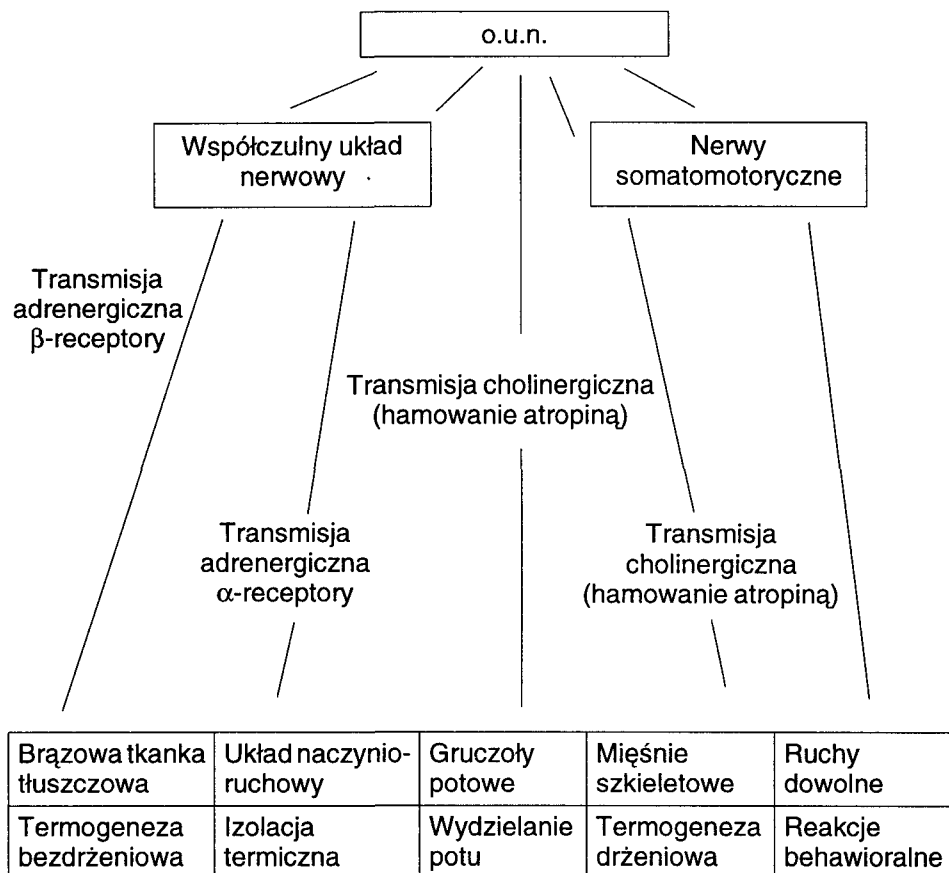 o.u.n.
Współczulny układ
nerwowy
Nerwy
somatomotoryczne
Transmisja
adrenergiczna
β-receptory
Transmisja cholinergiczna
(hamowanie atropiną)
Transmisja
adrenergiczna
α-receptory
Transmisja
cholinergiczna
(hamowanie atropiną)
Brązowa tkanka
tłuszczowa
Układ naczynio-
ruchowy
Gruczoły
potowe
Mięśnie
szkieletowe
Ruchy
dowolne
Termogeneza
bezdrżeniowa
Izolacja
termiczna
Wydzielanie
potu
Termogeneza
drżeniowa
Reakcje
behawioralne